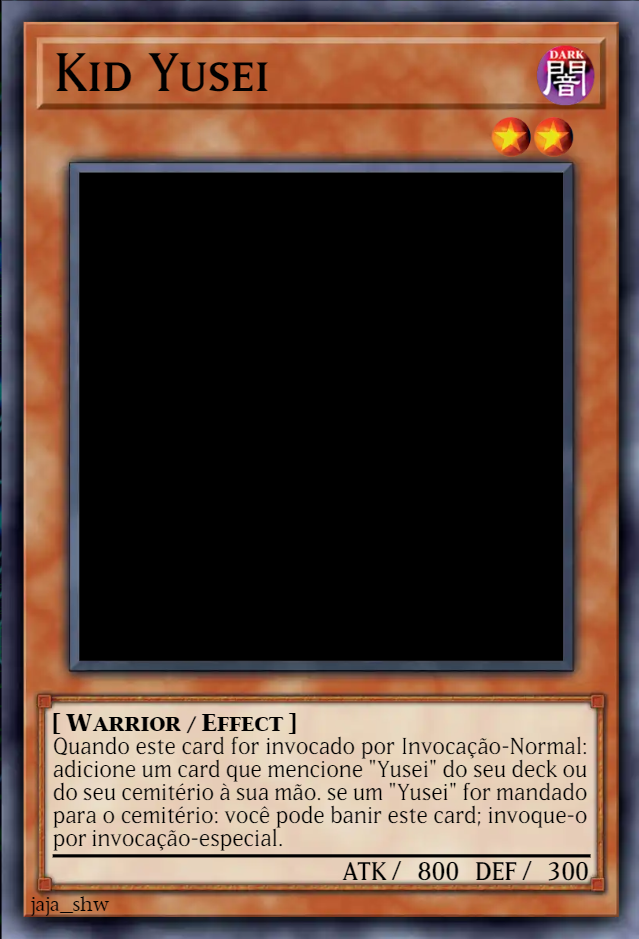 Kid Yusei
DARK
闇
[ Warrior / Effect ]
Quando este card for invocado por Invocação-Normal:
adicione um card que mencione "Yusei" do seu deck ou
do seu cemitério à sua mão. se um "Yusei" for mandado
para o cemitério: você pode banir este card; invoque-o
por invocação-especial.
ATK / 800 DEF / 300
jaja_shw